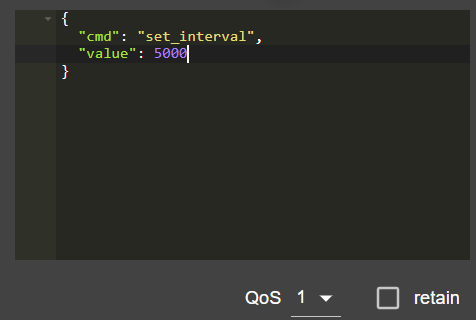 {
"cmd": "set_interval",
"value": 5000
}
QoS 1 retain